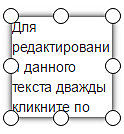 Для
редактировани
данного
текста дважды
кликните по